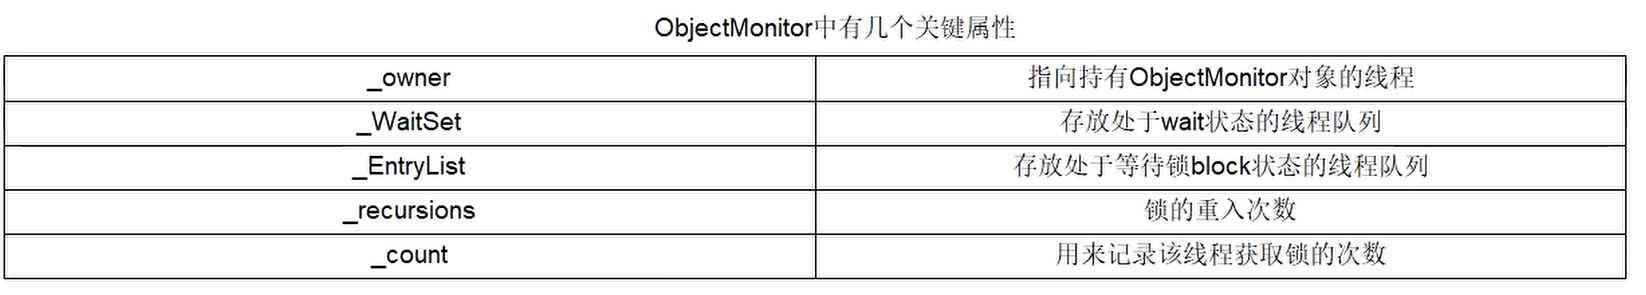 ObjectMonitor中有几个关键属性
_owner 指向持有ObjectMonitor对象的线程
_WaitSet 存放处于wait状态的线程队列
_EntryList 存放处于等待锁block状态的线程队列
_recursions 锁的重入次数
_count 用来记录该线程获取锁的次数